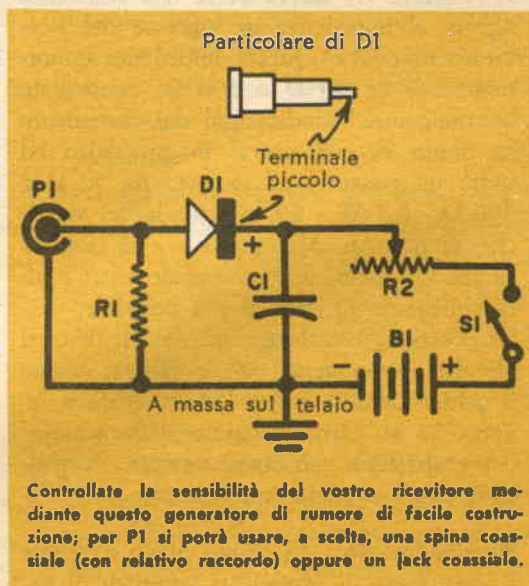 Particolare di D1
Terminale
piccolo
P1
D1
+
R1
C1
R2
S1
B1
- +
A massa sul telaio
Controllate la sensibilità del vostro ricevitore me-
diante questo generatore di rumore di facile costru-
zione; per P1 si potrà usare, a scelta, una spina coas-
siale (con relativo raccordo) oppure un jack coassiale.